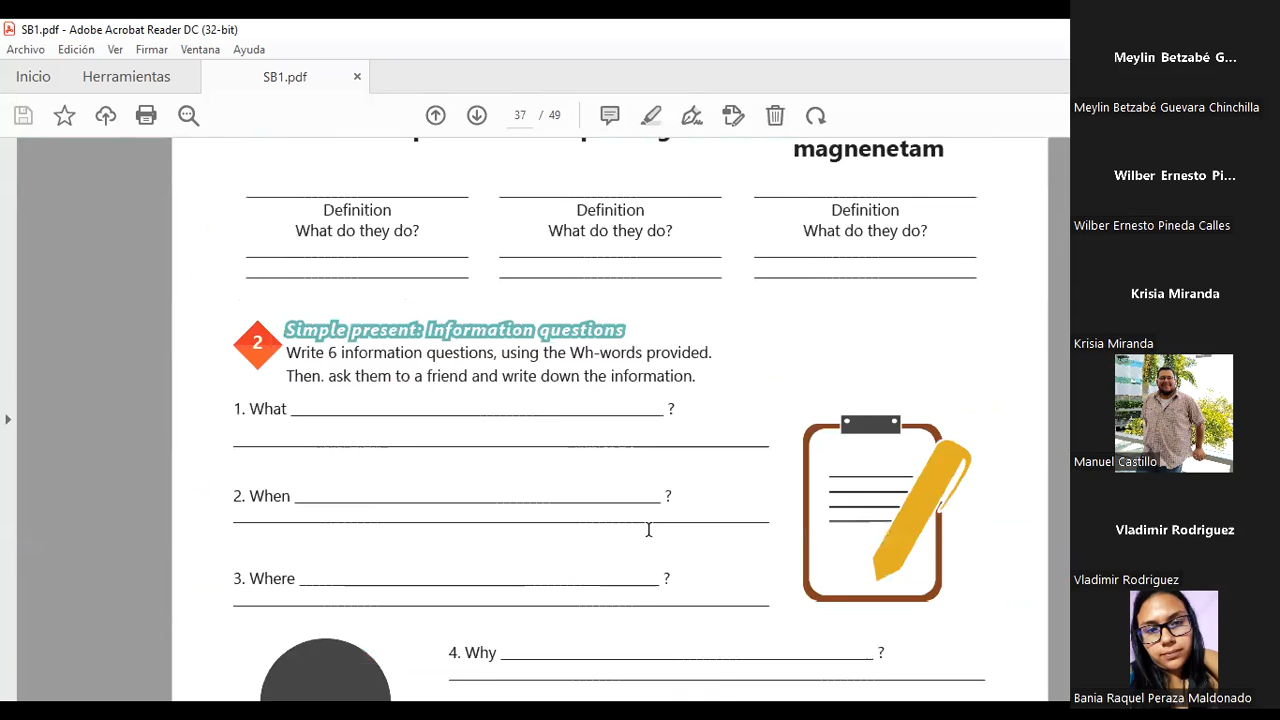 SB1.pdf - Adobe Acrobat Reader DC (32-bit)
Archivo Edición Ver Firmar Ventana Ayuda
Inicio Herramientas SB1.pdf ×
37 / 49
magnenetam
Definition Definition Definition
What do they do? What do they do? What do they do?
2 Simple present: Information questions
Write 6 information questions, using the Wh-words provided.
Then. ask them to a friend and write down the information.
1. What ?
2. When ?
3. Where ?
4. Why ?
Meylin Betzabé G...
Meylin Betzabé Guevara Chinchilla
Wilber Ernesto Pi...
Wilber Ernesto Pineda Calles
Krisia Miranda
Krisia Miranda
Manuel Castillo
Vladimir Rodriguez
Vladimir Rodriguez
Bania Raquel Peraza Maldonado